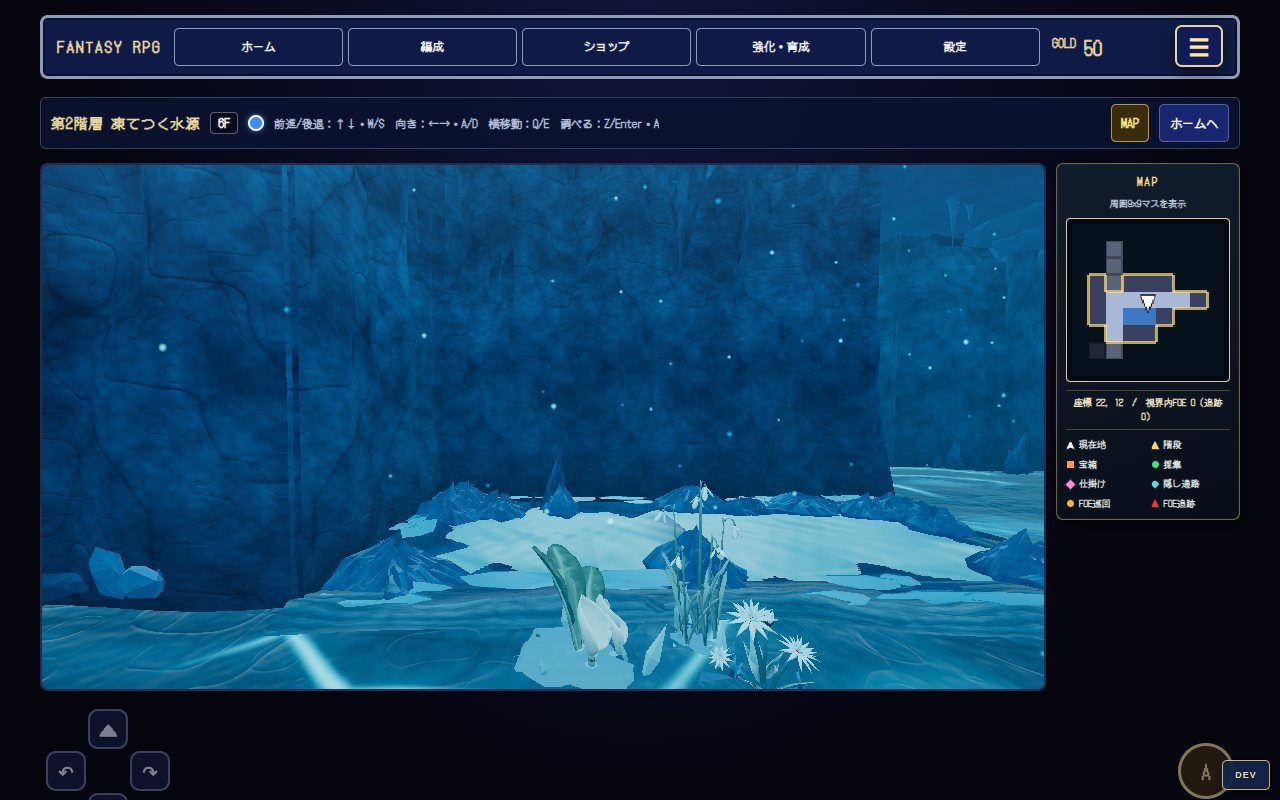 FANTASY RPG
ホーム
編成
ショップ
強化・育成
設定
GOLD 50
第2階層 凍てつく水源
6F
前進/後退：↑↓・W/S 向き：←→・A/D 横移動：Q/E 調べる：Z/Enter・A
MAP
ホームへ
MAP
周囲9x9マスを表示
座標 22, 12 / 視界内FOE 0（追跡
0）
現在地
階段
宝箱
採集
仕掛け
隠し通路
FOE巡回
FOE追跡
A
DEV